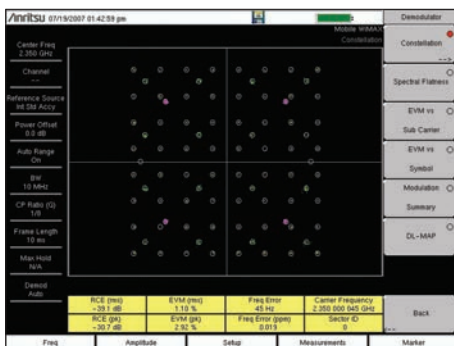 Anritsu 07/19/2007 01:42:59 pm
Mobile WiMAX
Constellation
Center Freq
2.350 GHz
Channel
--
Reference Source
Int Std Accy
Power Offset
0.0 dB
Auto Range
On
BW
10 MHz
CP Ratio (G)
1/8
Frame Length
10 ms
Max Hold
N/A
Demod
Auto
RCE (rms)
-39.1 dB
EVM (rms)
1.10 %
Freq Error
45 Hz
Carrier Frequency
2.350 000 045 GHz
RCE (pk)
-30.7 dB
EVM (pk)
2.92 %
Freq Error (ppm)
0.019
Sector ID
0
Demodulator
Constellation
-->
Spectral Flatness
EVM vs
Sub Carrier
EVM vs
Symbol
Modulation
Summary
DL-MAP
Back
<--
Freq
Amplitude
Setup
Measurements
Marker